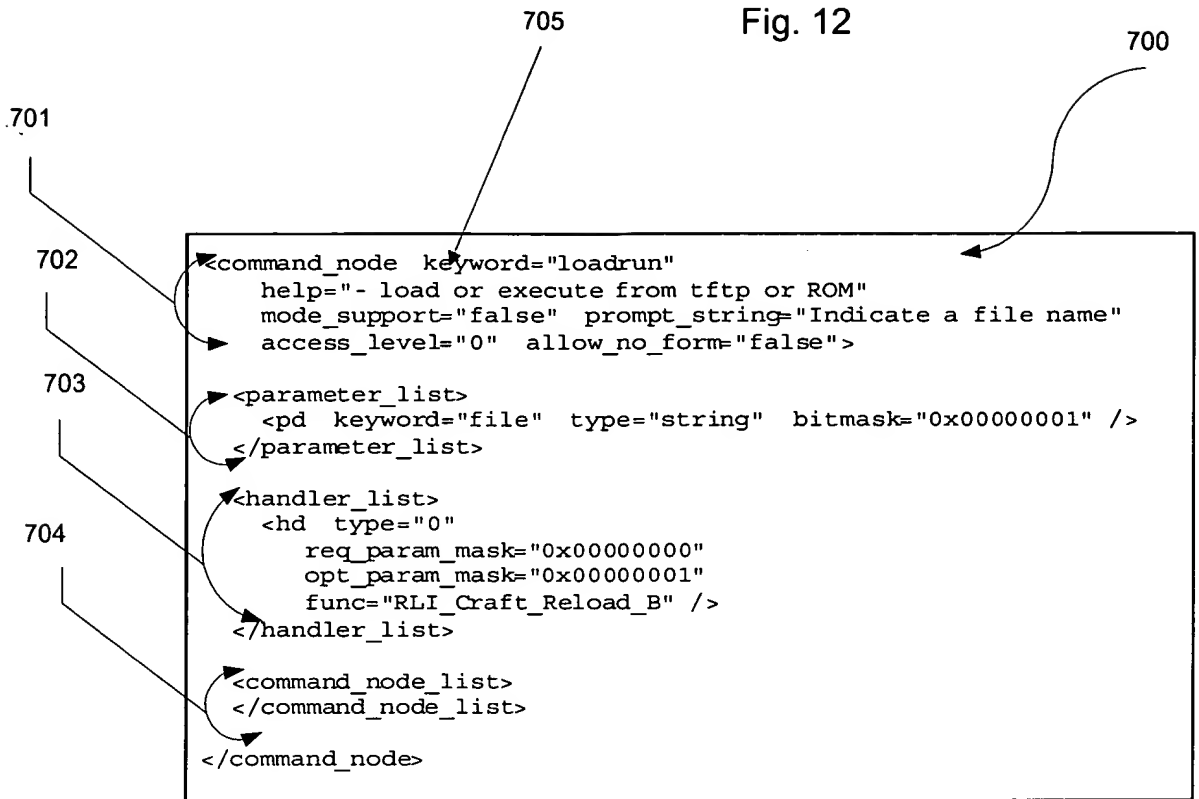 705
Fig. 12
700
701
702
703
704
<command_node keyword="loadrun"
help="- load or execute from tftp or ROM"
mode_support="false" prompt_string="Indicate a file name"
access_level="0" allow_no_form="false">
<parameter_list>
<pd keyword="file" type="string" bitmask="0x00000001" />
</parameter_list>
<handler_list>
<hd type="0"
req_param_mask="0x00000000"
opt_param_mask="0x00000001"
func="RLI_Craft_Reload_B" />
</handler_list>
<command_node_list>
</command_node_list>
</command_node>